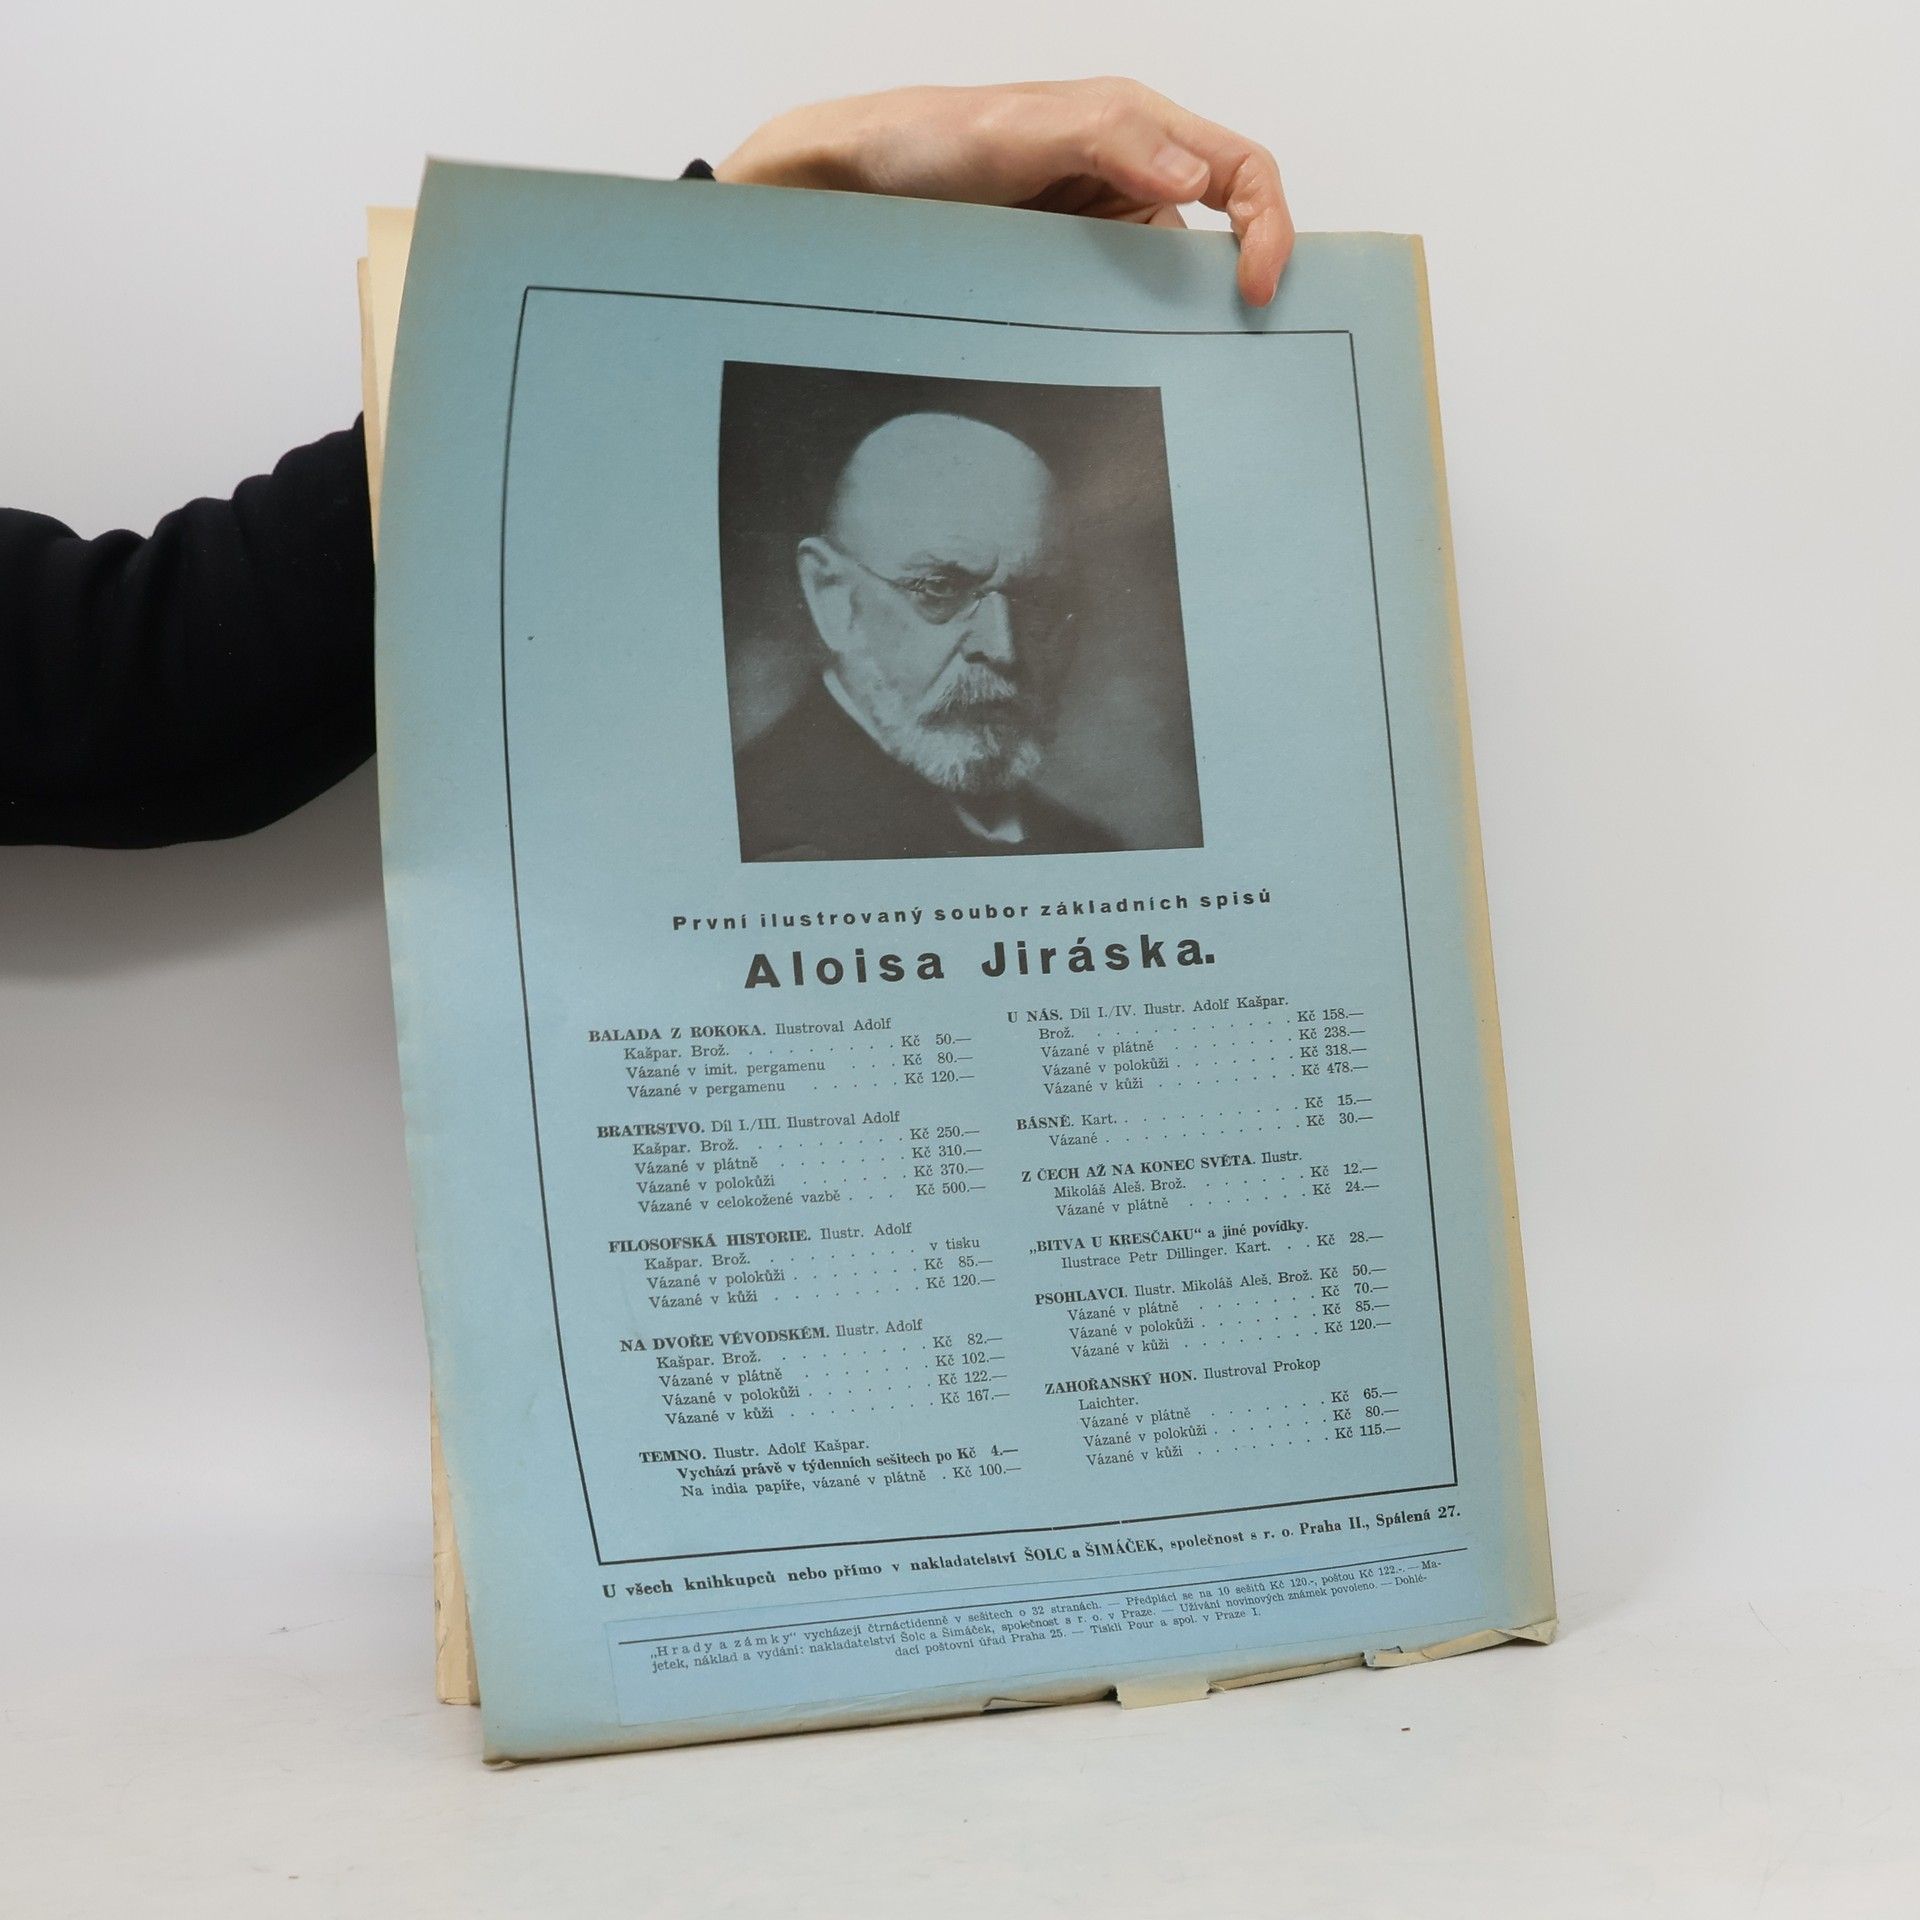 První ilustrovaný soubor základních spisů
Aloisa Jiráska.
BALADA Z ROKOKA. Ilustroval Adolf
Kašpar. Brož. . . . . . . . . Kč 50.—
Vázané v imit. pergamenu . . . Kč 80.—
Vázané v pergamenu . . . . . Kč 120.—
BRATRSTVO. Díl I./III. Ilustroval Adolf
Kašpar. Brož. . . . . . . . . Kč 250.—
Vázané v plátně . . . . . . . Kč 310.—
Vázané v polokůži . . . . . . Kč 370.—
Vázané v celokožené vazbě . . . Kč 500.—
FILOSOFSKÁ HISTORIE. Ilustr. Adolf
Kašpar. Brož. . . . . . . . . v tisku
Vázané v polokůži . . . . . . . Kč 85.—
Vázané v kůži . . . . . . . . Kč 120.—
NA DVOŘE VÉVODSKÉM. Ilustr. Adolf
Kašpar. Brož. . . . . . . . . Kč 82.—
Vázané v plátně . . . . . . . Kč 102.—
Vázané v polokůži . . . . . . . Kč 122.—
Vázané v kůži . . . . . . . . Kč 167.—
TEMNO. Ilustr. Adolf Kašpar.
Vychází právě v týdenních sešitech po Kč 4.—
Na india papíře, vázané v plátně . Kč 100.—
U NÁS. Díl I./IV. Ilustr. Adolf Kašpar.
Brož. . . . . . . . . . . . Kč 158.—
Vázané v plátně . . . . . . . Kč 238.—
Vázané v polokůži . . . . . . . Kč 318.—
Vázané v kůži . . . . . . . . Kč 478.—
BÁSNĚ. Kart. . . . . . . . . . . Kč 15.—
Vázané . . . . . . . . . . . Kč 30.—
Z ČECH AŽ NA KONEC SVĚTA. Ilustr.
Mikoláš Aleš. Brož. . . . . . . Kč 12.—
Vázané v plátně . . . . . . . Kč 24.—
„BITVA U KRESČAKU“ a jiné povídky.
Ilustrace Petr Dillinger. Kart. . . Kč 28.—
PSOHLAVCI. Ilustr. Mikoláš Aleš. Brož. Kč 50.—
Vázané v plátně . . . . . . . Kč 70.—
Vázané v polokůži . . . . . . . Kč 85.—
Vázané v kůži . . . . . . . . Kč 120.—
ZAHOŘANSKÝ HON. Ilustroval Prokop
Laichter.
Vázané v plátně . . . . . . . Kč 65.—
Vázané v polokůži . . . . . . . Kč 80.—
Vázané v kůži . . . . . . . . Kč 115.—
U všech knihkupců nebo přímo v nakladatelství ŠOLC a ŠIMÁČEK, společnost s r. o. Praha II., Spálená 27.
„Hrady a zámky“ vycházejí čtrnáctidenně v sešitech o 32 stranách. — Předplácí se na 10 sešitů Kč 120.-, poštou Kč 122.-. — Ma-
jetek, náklad a vydání: nakladatelství Šolc a Šimáček, společnost s r. o. v Praze. — Užívání novinových známek povoleno. — Dohlé-
dací poštovní úřad Praha 25. — Tiskli Pour a spol. v Praze I.